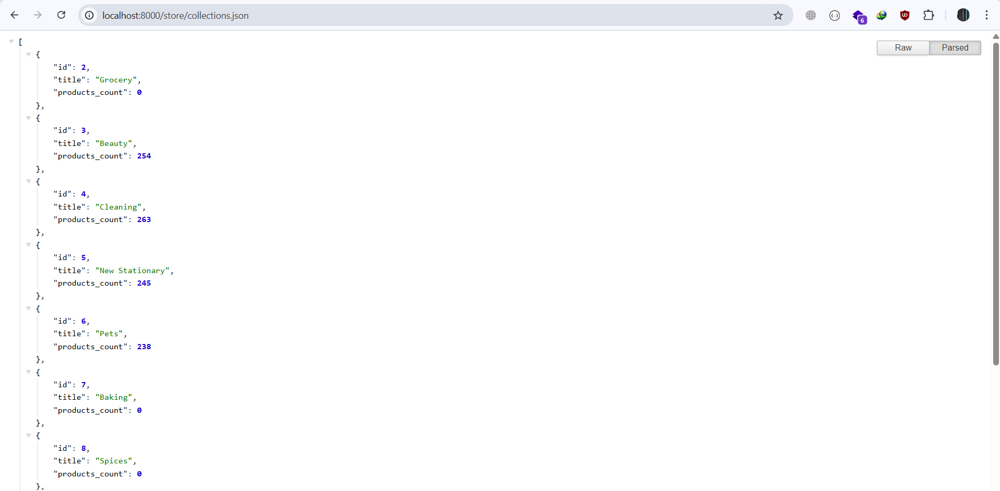 localhost:8000/store/collections.json
6
Raw
Parsed
[
{
"id": 2,
"title": "Grocery",
"products_count": 0
},
{
"id": 3,
"title": "Beauty",
"products_count": 254
},
{
"id": 4,
"title": "Cleaning",
"products_count": 263
},
{
"id": 5,
"title": "New Stationary",
"products_count": 245
},
{
"id": 6,
"title": "Pets",
"products_count": 238
},
{
"id": 7,
"title": "Baking",
"products_count": 0
},
{
"id": 8,
"title": "Spices",
"products_count": 0
},